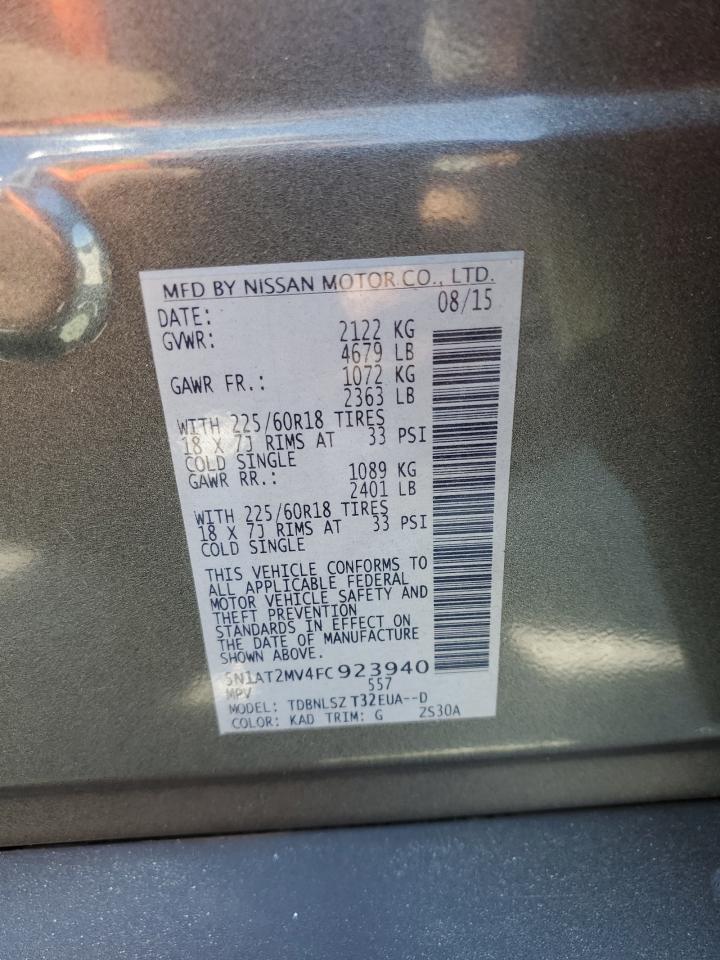 MFD BY NISSAN MOTOR CO., LTD.
DATE: 08/15
GVWR: 2122 KG
4679 LB
GAWR FR.: 1072 KG
2363 LB
WITH 225/60R18 TIRES
18 X 7J RIMS AT 33 PSI
COLD SINGLE
GAWR RR.: 1089 KG
2401 LB
WITH 225/60R18 TIRES
18 X 7J RIMS AT 33 PSI
COLD SINGLE
THIS VEHICLE CONFORMS TO
ALL APPLICABLE FEDERAL
MOTOR VEHICLE SAFETY AND
THEFT PREVENTION
STANDARDS IN EFFECT ON
THE DATE OF MANUFACTURE
SHOWN ABOVE.
5N1AT2MV4FC923940
MPV 557
MODEL: TDBNLSZ T32EUA--D
COLOR: KAD TRIM: G ZS30A